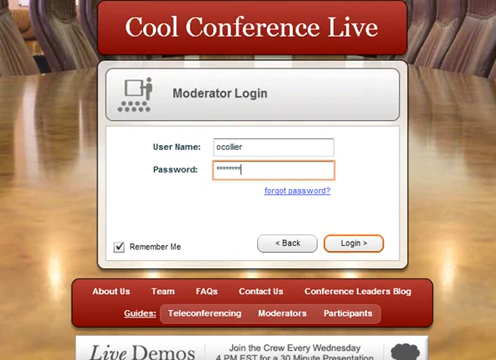 Cool Conference Live
Moderator Login
User Name: ocollier
Password: ********
forgot password?
Remember Me < Back Login >
About Us Team FAQs Contact Us Conference Leaders Blog
Guides: Teleconferencing Moderators Participants
Live Demos Join the Crew Every Wednesday
4 PM EST for a 30 Minute Presentation